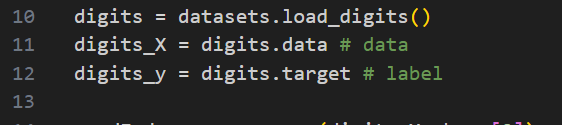 10 digits = datasets.load_digits()
11 digits_X = digits.data # data
12 digits_y = digits.target # label
13